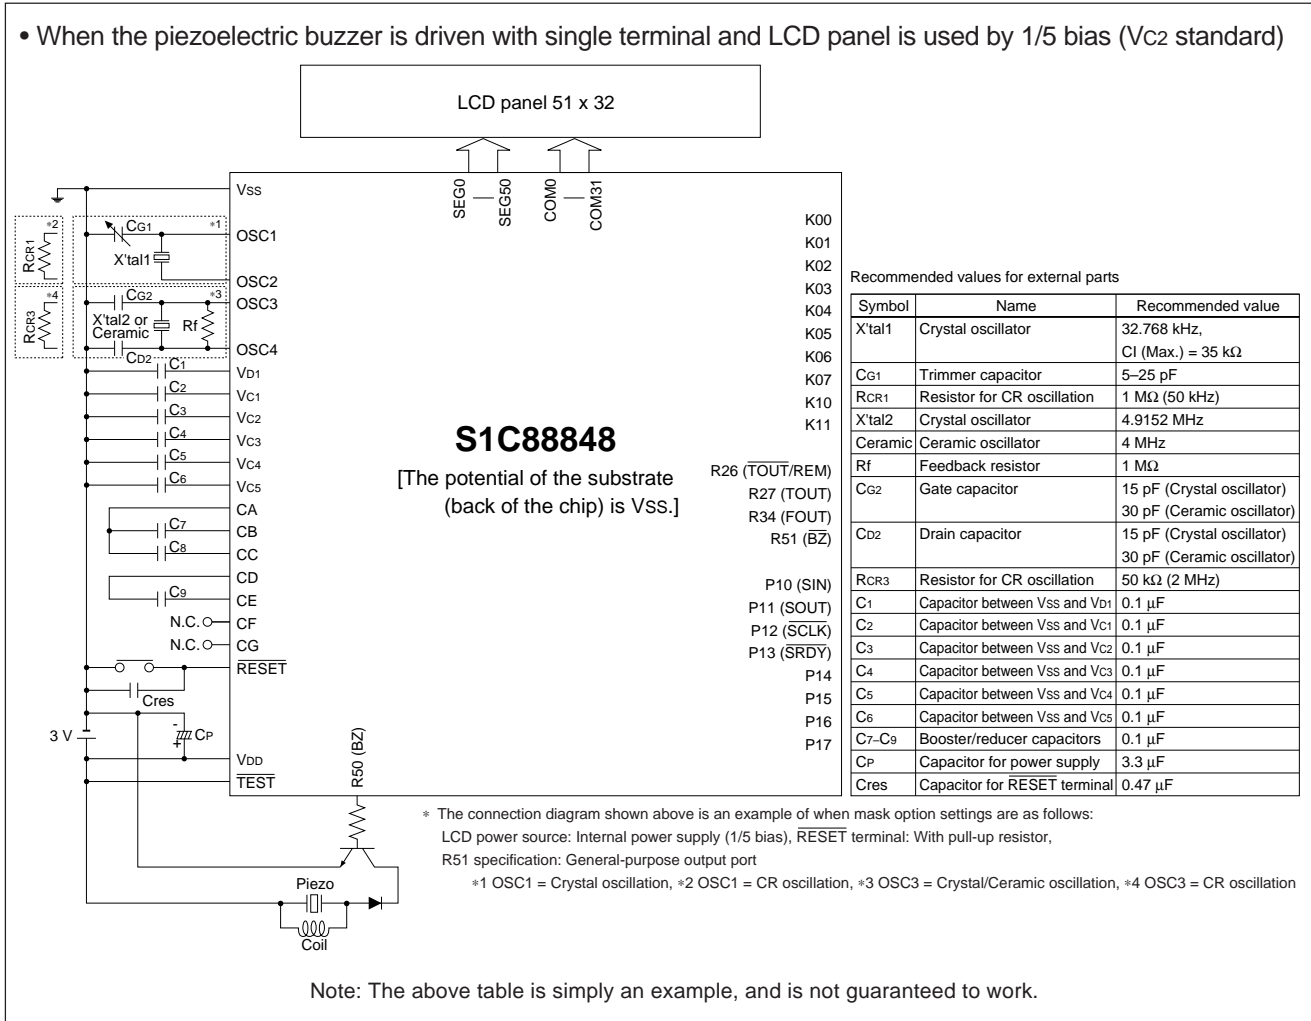 • When the piezoelectric buzzer is driven with single terminal and LCD panel is used by 1/5 bias (VC2 standard)
LCD panel 51 x 32
SEG0
SEG50
COM0
COM31
VSS
*2
RCR1
CG1
*1
X'tal1
OSC1
OSC2
*4
RCR3
CG2
*3
X'tal2 or
Ceramic
Rf
CD2
OSC3
OSC4
C1
VD1
C2
VC1
C3
VC2
C4
VC3
C5
VC4
C6
VC5
CA
C7
CB
C8
CC
CD
C9
CE
N.C.
CF
N.C.
CG
RESET
Cres
3 V
-
+
CP
VDD
TEST
R50 (BZ)
Piezo
Coil
S1C88848
[The potential of the substrate
(back of the chip) is VSS.]
K00
K01
K02
K03
K04
K05
K06
K07
K10
K11
R26 (TOUT/REM)
R27 (TOUT)
R34 (FOUT)
R51 (BZ)
P10 (SIN)
P11 (SOUT)
P12 (SCLK)
P13 (SRDY)
P14
P15
P16
P17
Recommended values for external parts
Symbol Name Recommended value
X'tal1 Crystal oscillator 32.768 kHz,
CI (Max.) = 35 kΩ
CG1 Trimmer capacitor 5–25 pF
RCR1 Resistor for CR oscillation 1 MΩ (50 kHz)
X'tal2 Crystal oscillator 4.9152 MHz
Ceramic Ceramic oscillator 4 MHz
Rf Feedback resistor 1 MΩ
CG2 Gate capacitor 15 pF (Crystal oscillator)
30 pF (Ceramic oscillator)
CD2 Drain capacitor 15 pF (Crystal oscillator)
30 pF (Ceramic oscillator)
RCR3 Resistor for CR oscillation 50 kΩ (2 MHz)
C1 Capacitor between VSS and VD1 0.1 µF
C2 Capacitor between VSS and VC1 0.1 µF
C3 Capacitor between VSS and VC2 0.1 µF
C4 Capacitor between VSS and VC3 0.1 µF
C5 Capacitor between VSS and VC4 0.1 µF
C6 Capacitor between VSS and VC5 0.1 µF
C7–C9 Booster/reducer capacitors 0.1 µF
CP Capacitor for power supply 3.3 µF
Cres Capacitor for RESET terminal 0.47 µF
* The connection diagram shown above is an example of when mask option settings are as follows:
LCD power source: Internal power supply (1/5 bias), RESET terminal: With pull-up resistor,
R51 specification: General-purpose output port
*1 OSC1 = Crystal oscillation, *2 OSC1 = CR oscillation, *3 OSC3 = Crystal/Ceramic oscillation, *4 OSC3 = CR oscillation
Note: The above table is simply an example, and is not guaranteed to work.